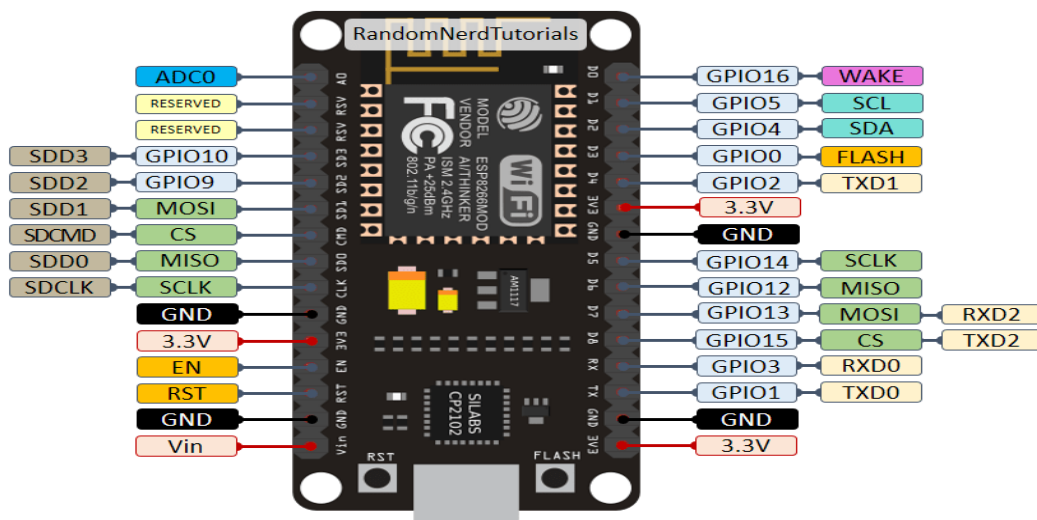 RandomNerdTutorials
ADC0 A0 D0 GPIO16 WAKE
RESERVED RSV D1 GPIO5 SCL
RESERVED RSV D2 GPIO4 SDA
SDD3 GPIO10 SD3 D3 GPIO0 FLASH
SDD2 GPIO9 SD2 D4 GPIO2 TXD1
SDD1 MOSI SD1 3V3 3.3V
SDCMD CS CMD GND GND
SDD0 MISO SD0 D5 GPIO14 SCLK
SDCLK SCLK CLK D6 GPIO12 MISO
GND GND D7 GPIO13 MOSI RXD2
3.3V 3V3 D8 GPIO15 CS TXD2
EN EN RX GPIO3 RXD0
RST RST TX GPIO1 TXD0
GND GND GND GND
Vin Vin 3V3 3.3V
MODEL ESP8266MOD
VENDOR AI/THINKER
ISM 2.4GHz
PA +25dBm
802.11b/g/n
FC
WiFi
AM1117
SILABS
CP2102
RST FLASH